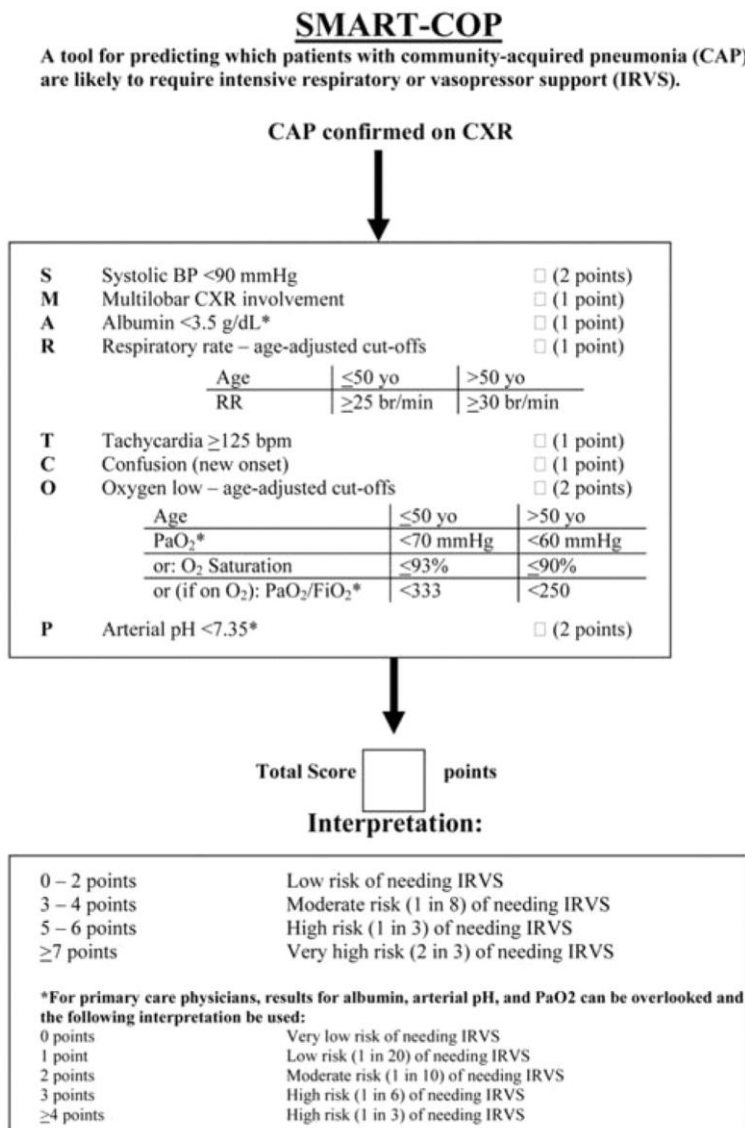 SMART-COP
A tool for predicting which patients with community-acquired pneumonia (CAP)
are likely to require intensive respiratory or vasopressor support (IRVS).
CAP confirmed on CXR
S Systolic BP <90 mmHg □ (2 points)
M Multilobar CXR involvement □ (1 point)
A Albumin <3.5 g/dL* □ (1 point)
R Respiratory rate – age-adjusted cut-offs □ (1 point)
Age ≤50 yo >50 yo
RR ≥25 br/min ≥30 br/min
T Tachycardia ≥125 bpm □ (1 point)
C Confusion (new onset) □ (1 point)
O Oxygen low – age-adjusted cut-offs □ (2 points)
Age ≤50 yo >50 yo
PaO₂* <70 mmHg <60 mmHg
or: O₂ Saturation ≤93% ≤90%
or (if on O₂): PaO₂/FiO₂* <333 <250
P Arterial pH <7.35* □ (2 points)
Total Score points
Interpretation:
0 – 2 points Low risk of needing IRVS
3 – 4 points Moderate risk (1 in 8) of needing IRVS
5 – 6 points High risk (1 in 3) of needing IRVS
≥7 points Very high risk (2 in 3) of needing IRVS
*For primary care physicians, results for albumin, arterial pH, and PaO2 can be overlooked and
the following interpretation be used:
0 points Very low risk of needing IRVS
1 point Low risk (1 in 20) of needing IRVS
2 points Moderate risk (1 in 10) of needing IRVS
3 points High risk (1 in 6) of needing IRVS
≥4 points High risk (1 in 3) of needing IRVS